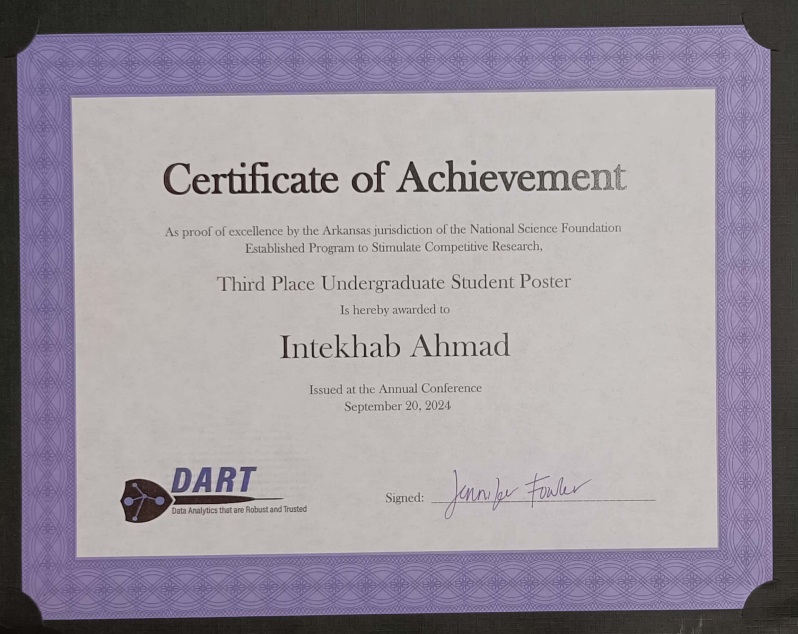 Certificate of Achievement
As proof of excellence by the Arkansas jurisdiction of the National Science Foundation
Established Program to Stimulate Competitive Research,
Third Place Undergraduate Student Poster
Is hereby awarded to
Intekhab Ahmad
Issued at the Annual Conference
September 20, 2024
DART
Data Analytics that are Robust and Trusted
Signed: Jennifer Fowler